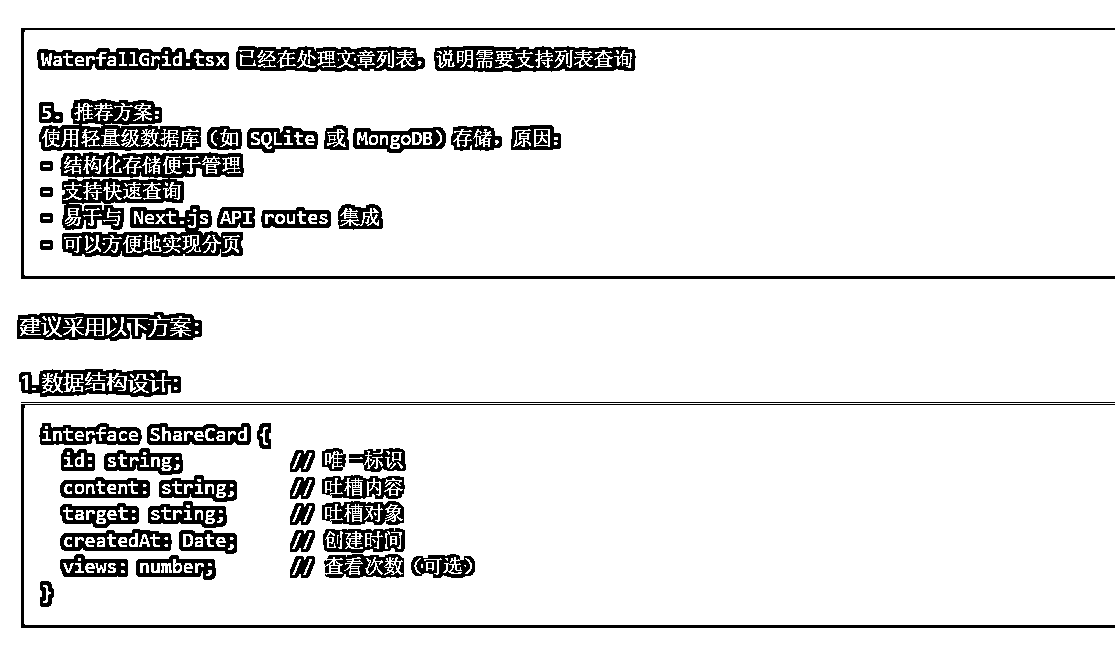 WaterfallGrid.tsx 已经在处理文章列表，说明需要支持列表查询
5. 推荐方案：
使用轻量级数据库（如 SQLite 或 MongoDB）存储，原因：
- 结构化存储便于管理
- 支持快速查询
- 易于与 Next.js API routes 集成
- 可以方便地实现分页
建议采用以下方案：
1.数据结构设计：
interface ShareCard {
  id: string;          // 唯一标识
  content: string;     // 吐槽内容
  target: string;      // 吐槽对象
  createdAt: Date;     // 创建时间
  views: number;       // 查看次数（可选）
}